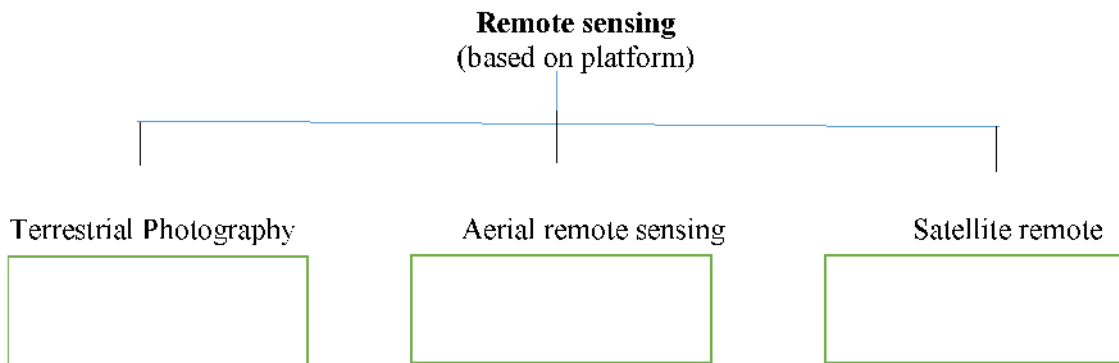 Remote sensing
(based on platform)
Terrestrial Photography Aerial remote sensing Satellite remote